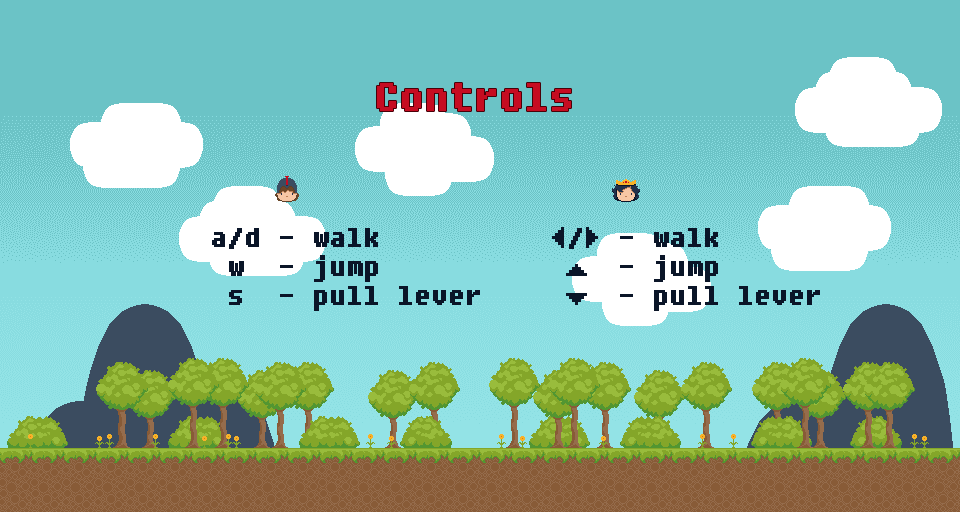 Controls
a/d - walk
w - jump
s - pull lever
◀/▶ - walk
▲ - jump
▼ - pull lever